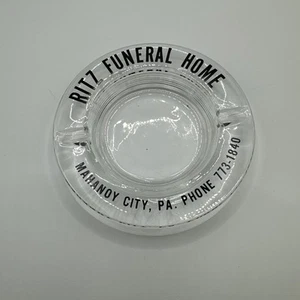 RITZ FUNERAL HOME
MAHANOY CITY, PA. PHONE 773-1840